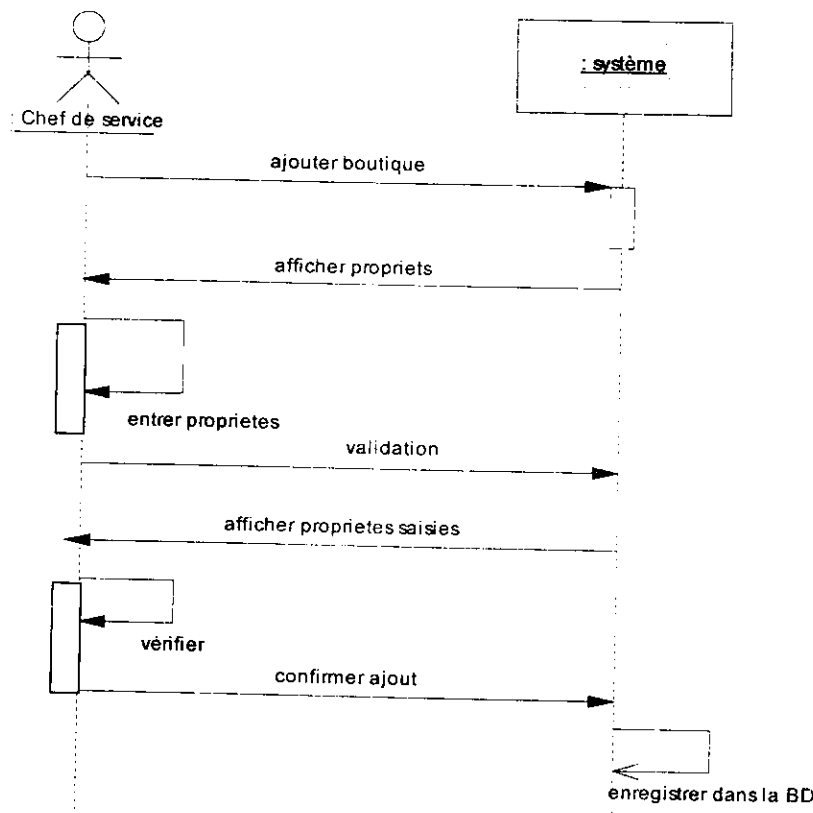 : système
: Chef de service
ajouter boutique
afficher propriets
entrer proprietes
validation
afficher proprietes saisies
vérifier
confirmer ajout
enregistrer dans la BD